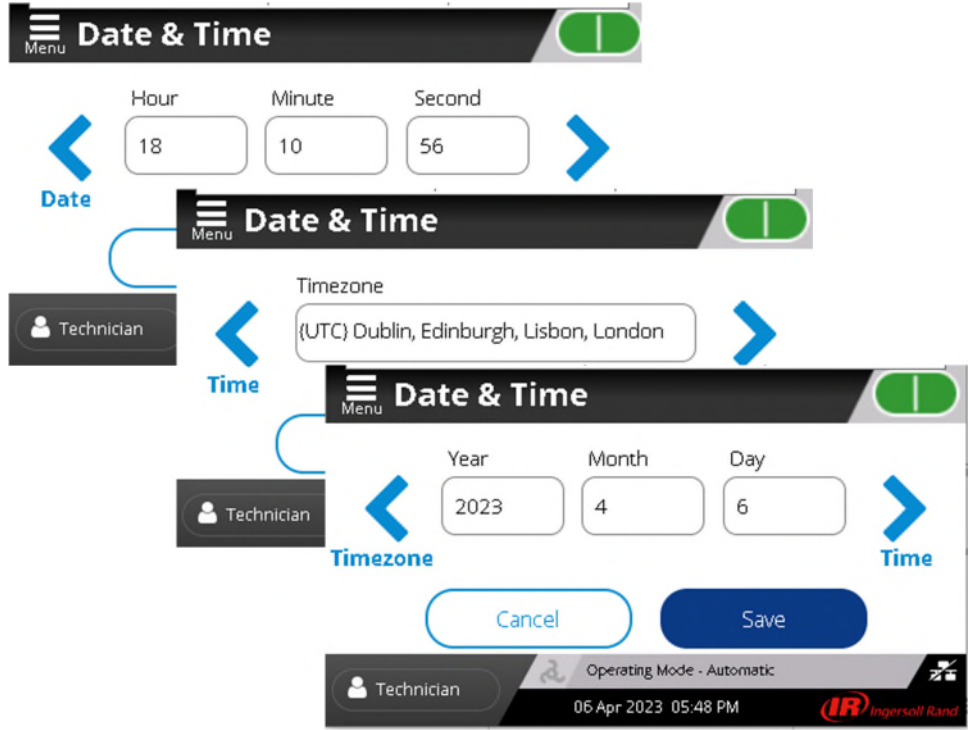 Menu Date & Time
Hour Minute Second
18 10 56
Date
Technician
Menu Date & Time
Timezone
(UTC) Dublin, Edinburgh, Lisbon, London
Time
Technician
Menu Date & Time
Year Month Day
2023 4 6
Timezone Time
Cancel Save
Technician
Operating Mode - Automatic
06 Apr 2023 05:48 PM
IR Ingersoll Rand